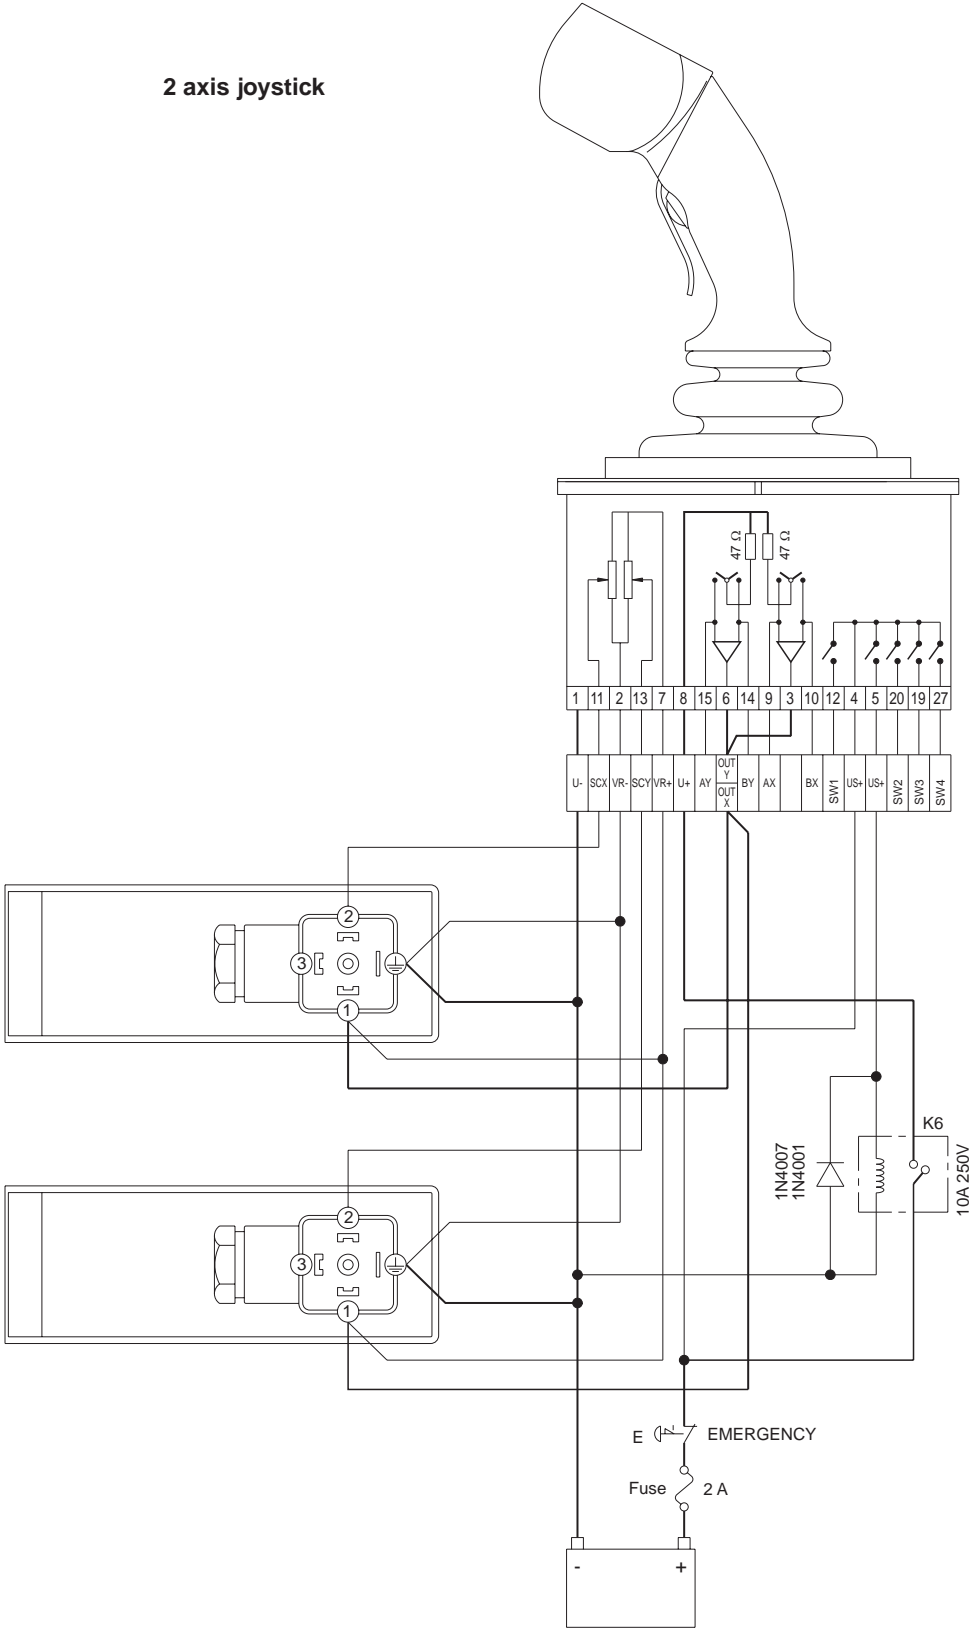 2 axis joystick
47 Ω
47 Ω
1 11 2 13 7 8 15 6 14 9 3 10 12 4 5 20 19 27
U- SCX VR- SCY VR+ U+ AY OUT Y OUT X BY AX BX SW1 US+ US+ SW2 SW3 SW4
2
3
1
K6
1N4007
1N4001
10A 250V
2
3
1
E EMERGENCY
Fuse 2 A
- +